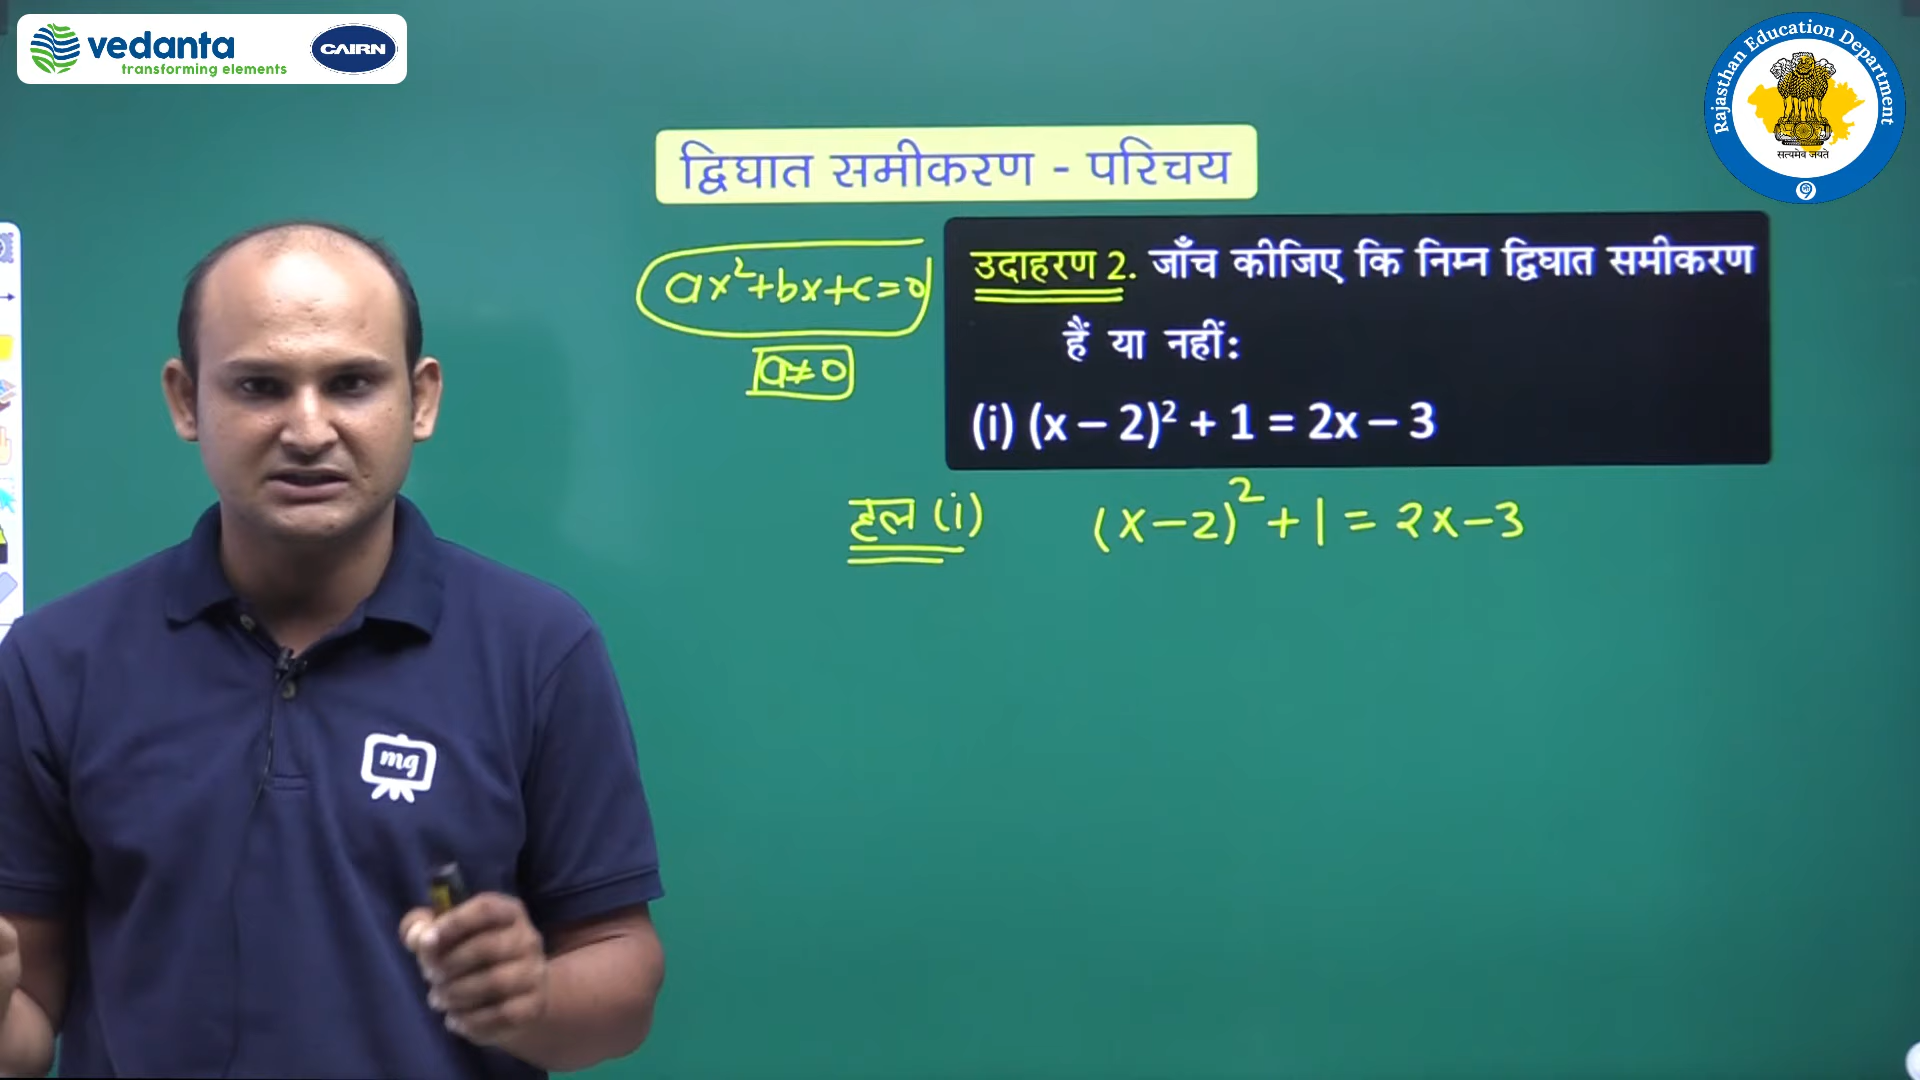 vedanta
transforming elements
CAIRN
Rajasthan Education Department
सत्यमेव जयते
द्विघात समीकरण - परिचय
ax²+bx+c=0
a≠0
उदाहरण 2. जाँच कीजिए कि निम्न द्विघात समीकरण
हैं या नहीं:
(i) (x – 2)² + 1 = 2x – 3
हल (i) (x-2)²+1=2x-3
mg